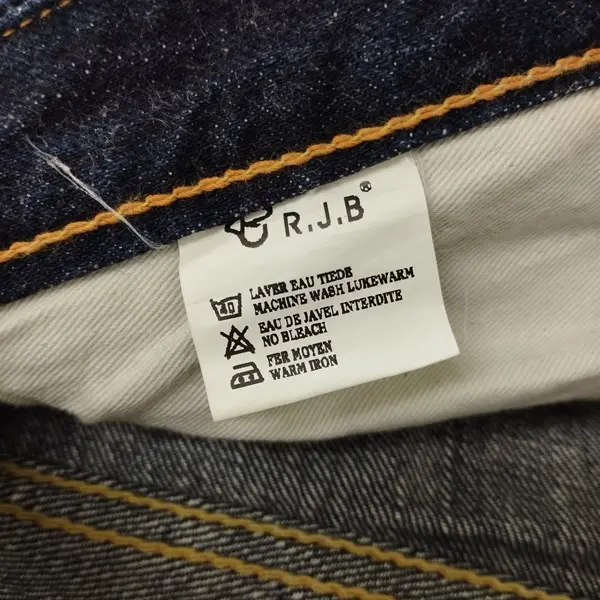 R.J.B®
40
LAVER EAU TIEDE
MACHINE WASH LUKEWARM
EAU DE JAVEL INTERDITE
NO BLEACH
FER MOYEN
WARM IRON